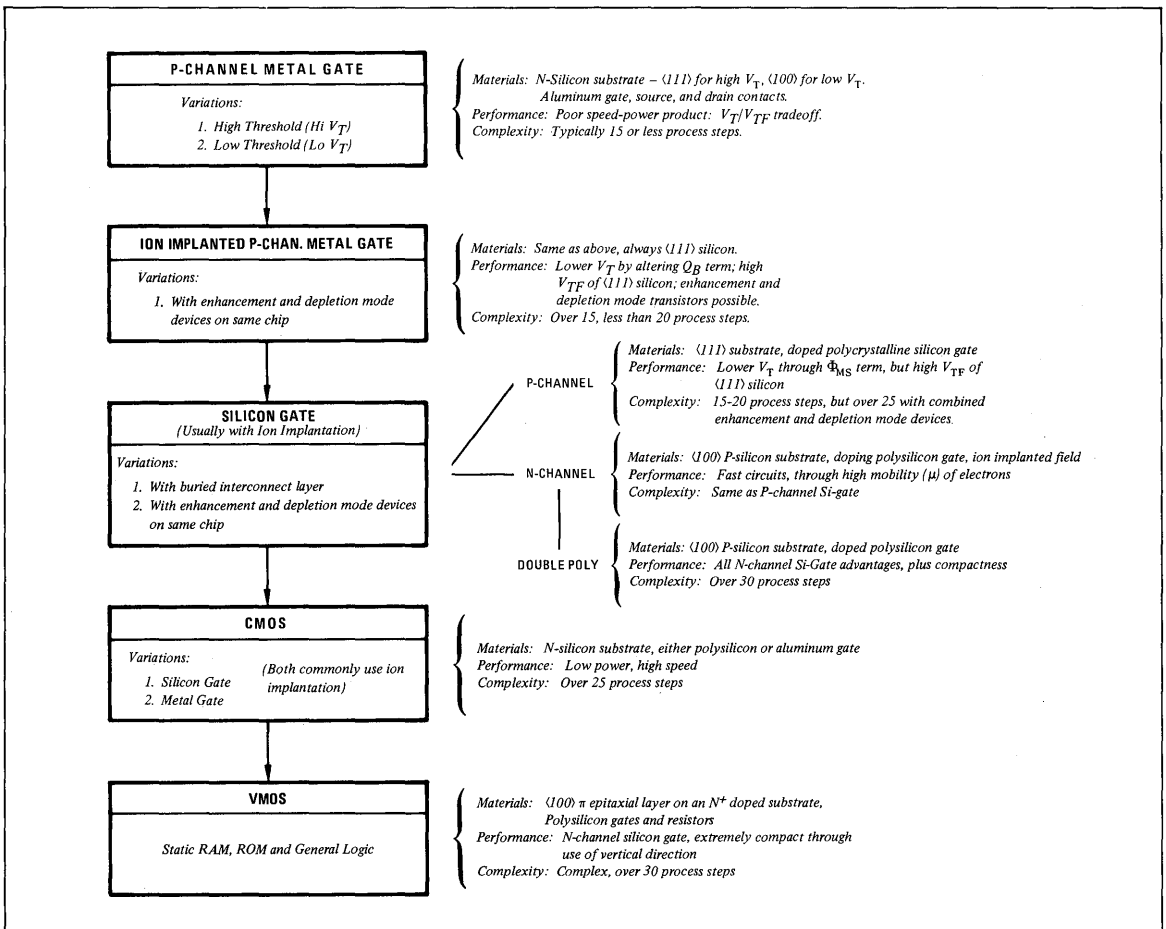 P-CHANNEL METAL GATE
Variations:
1. High Threshold (Hi VT)
2. Low Threshold (Lo VT)
Materials: N-Silicon substrate – ⟨111⟩ for high VT, ⟨100⟩ for low VT.
Aluminum gate, source, and drain contacts.
Performance: Poor speed-power product: VT/VTF tradeoff.
Complexity: Typically 15 or less process steps.
ION IMPLANTED P-CHAN. METAL GATE
Variations:
1. With enhancement and depletion mode
devices on same chip
Materials: Same as above, always ⟨111⟩ silicon.
Performance: Lower VT by altering QB term; high
VTF of ⟨111⟩ silicon; enhancement and
depletion mode transistors possible.
Complexity: Over 15, less than 20 process steps.
SILICON GATE
(Usually with Ion Implantation)
Variations:
1. With buried interconnect layer
2. With enhancement and depletion mode devices
on same chip
P-CHANNEL
Materials: ⟨111⟩ substrate, doped polycrystalline silicon gate
Performance: Lower VT through ΦMS term, but high VTF of
⟨111⟩ silicon
Complexity: 15-20 process steps, but over 25 with combined
enhancement and depletion mode devices.
N-CHANNEL
Materials: ⟨100⟩ P-silicon substrate, doping polysilicon gate, ion implanted field
Performance: Fast circuits, through high mobility (μ) of electrons
Complexity: Same as P-channel Si-gate
DOUBLE POLY
Materials: ⟨100⟩ P-silicon substrate, doped polysilicon gate
Performance: All N-channel Si-Gate advantages, plus compactness
Complexity: Over 30 process steps
CMOS
Variations:
1. Silicon Gate
2. Metal Gate
(Both commonly use ion
implantation)
Materials: N-silicon substrate, either polysilicon or aluminum gate
Performance: Low power, high speed
Complexity: Over 25 process steps
VMOS
Static RAM, ROM and General Logic
Materials: ⟨100⟩ π epitaxial layer on an N+ doped substrate,
Polysilicon gates and resistors
Performance: N-channel silicon gate, extremely compact through
use of vertical direction
Complexity: Complex, over 30 process steps